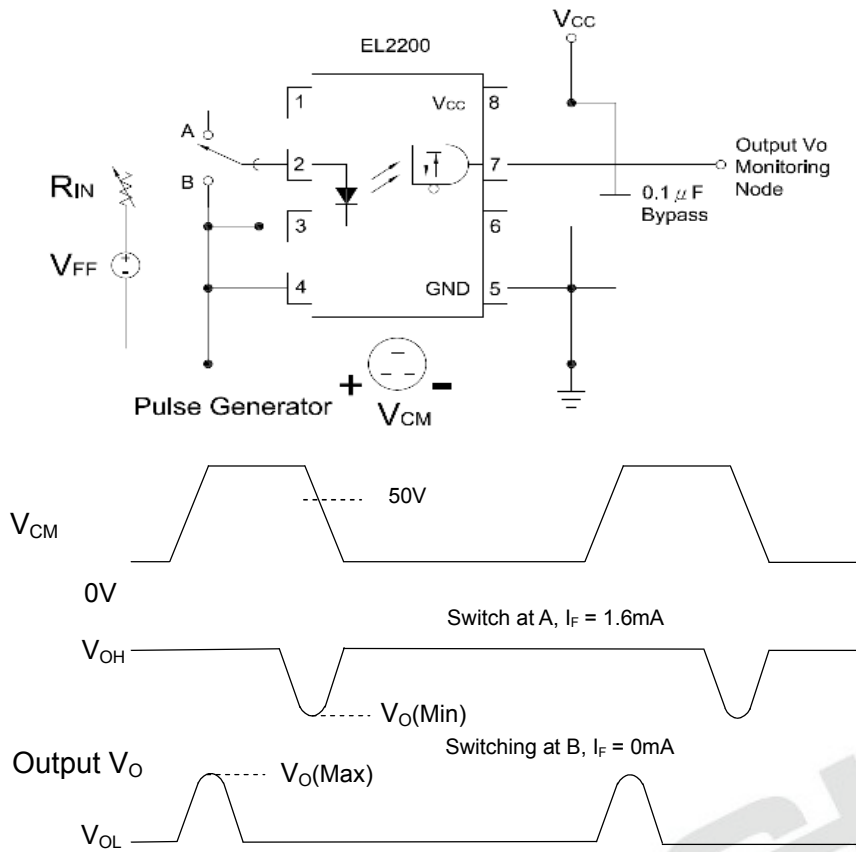 VCC
EL2200
1
VCC 8
A
2
7
Output Vo
Monitoring
Node
RIN
B
0.1 μF
Bypass
3
6
VFF
4
GND 5
Pulse Generator
+ -
VCM
50V
VCM
0V
Switch at A, IF = 1.6mA
VOH
VO(Min)
Switching at B, IF = 0mA
Output VO
VO(Max)
VOL